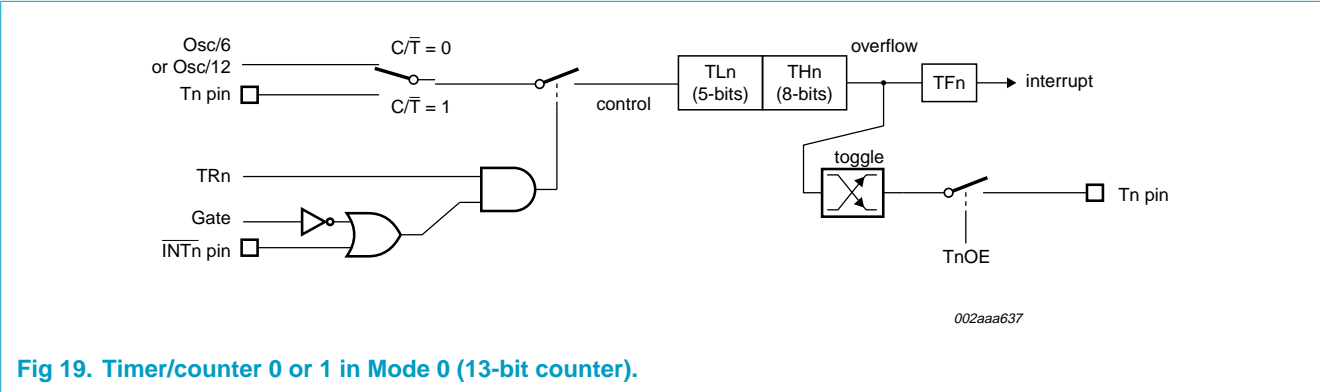 Osc/6
or Osc/12
C/T̅ = 0
Tn pin
C/T̅ = 1
control
TLn
(5-bits)
THn
(8-bits)
overflow
TFn
interrupt
toggle
TRn
Gate
I̅N̅T̅n pin
Tn pin
TnOE
002aaa637
Fig 19. Timer/counter 0 or 1 in Mode 0 (13-bit counter).